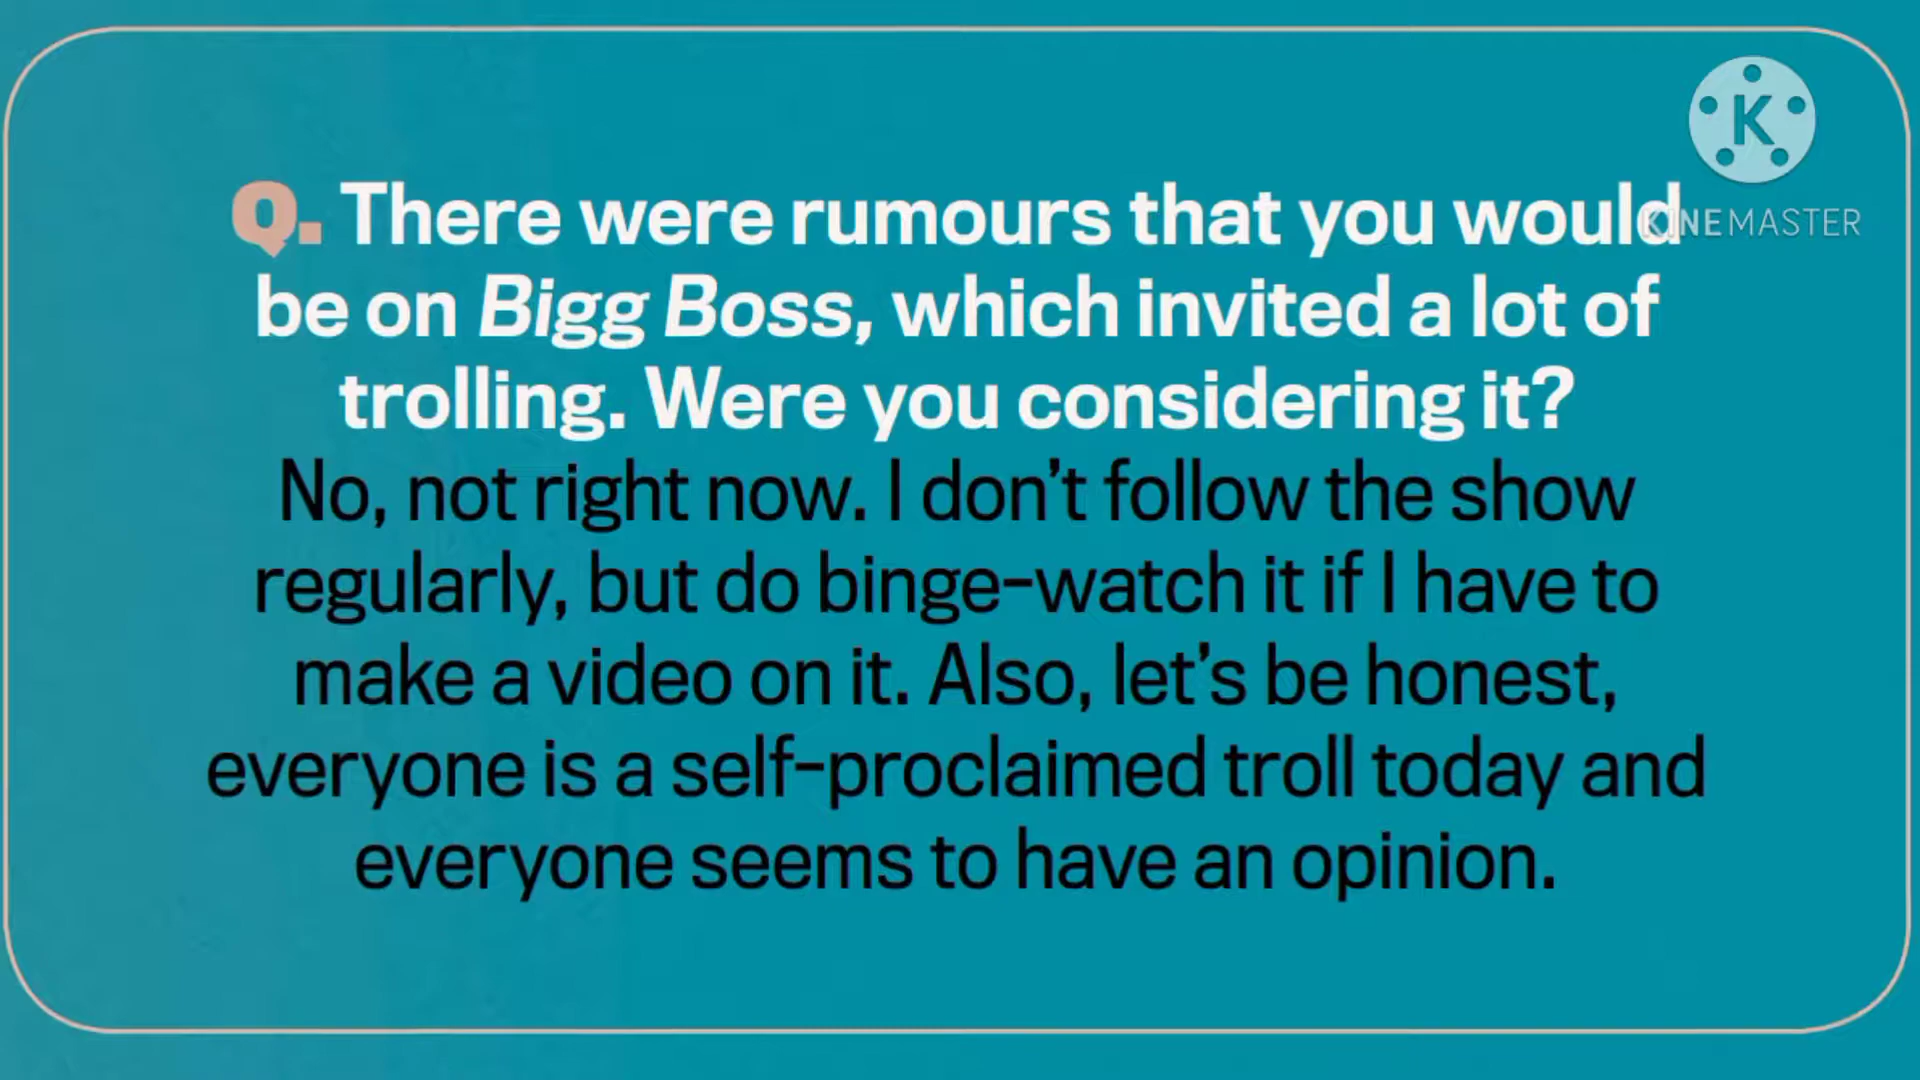 Q. There were rumours that you would
be on Bigg Boss, which invited a lot of
trolling. Were you considering it?
No, not right now. I don't follow the show
regularly, but do binge-watch it if I have to
make a video on it. Also, let's be honest,
everyone is a self-proclaimed troll today and
everyone seems to have an opinion.
K
KINEMASTER